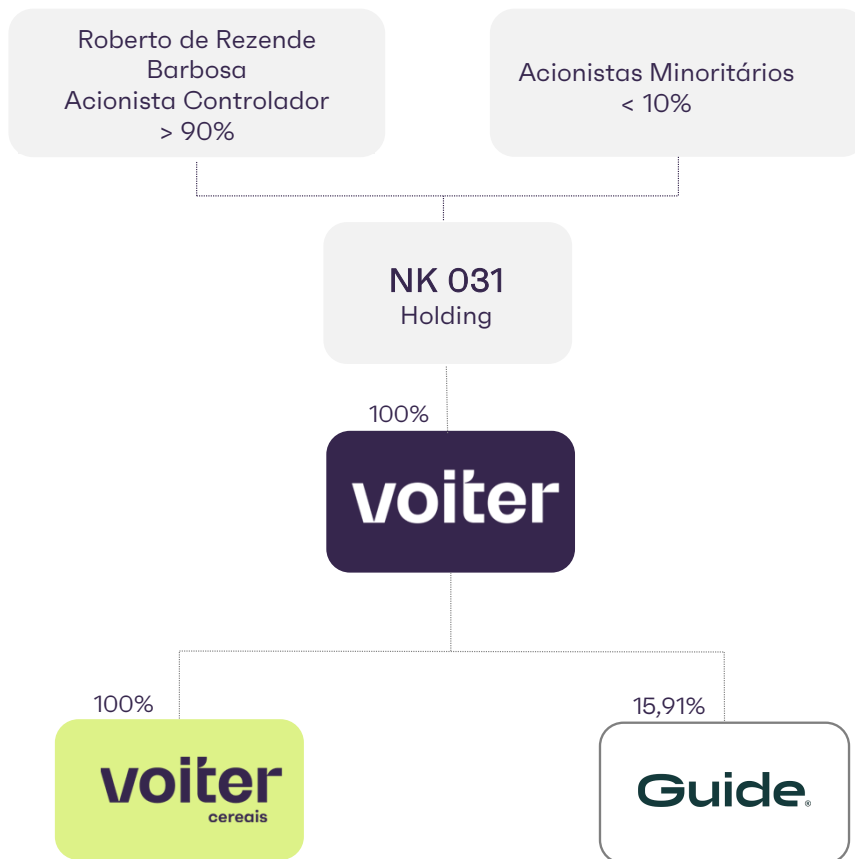 Roberto de Rezende
Barbosa
Acionista Controlador
> 90%
Acionistas Minoritários
< 10%
NK 031
Holding
100%
voiter
100%
voiter
cereais
15,91%
Guide®